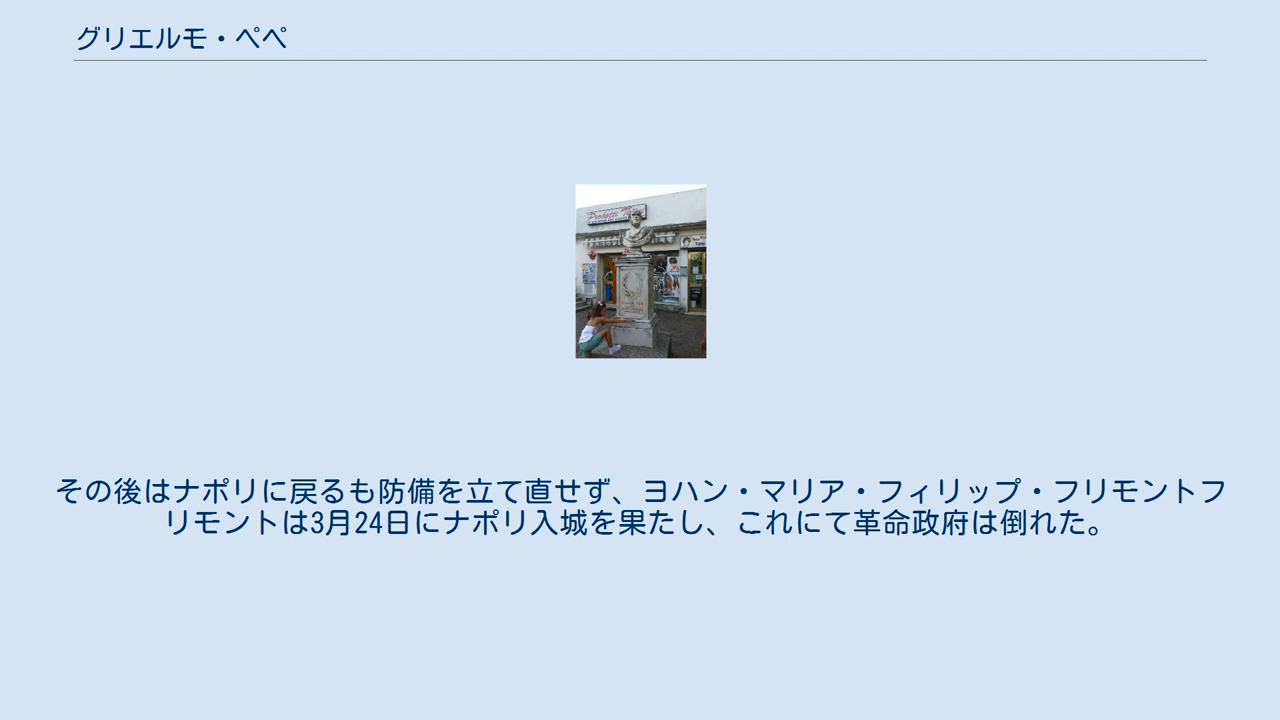 グリエルモ・ペペ
その後はナポリに戻るも防備を立て直せず、ヨハン・マリア・フィリップ・フリモントフ
リモントは3月24日にナポリ入城を果たし、これにて革命政府は倒れた。